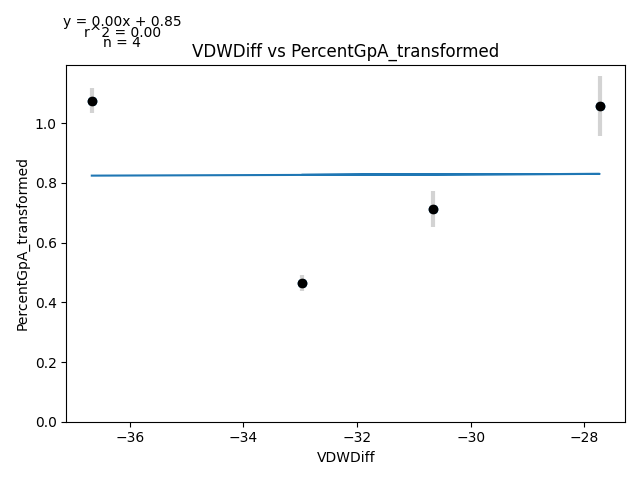 y = 0.00x + 0.85
r^2 = 0.00
n = 4
VDWDiff vs PercentGpA_transformed
PercentGpA_transformed
1.0
0.8
0.6
0.4
0.2
0.0
−36
−34
−32
−30
−28
VDWDiff